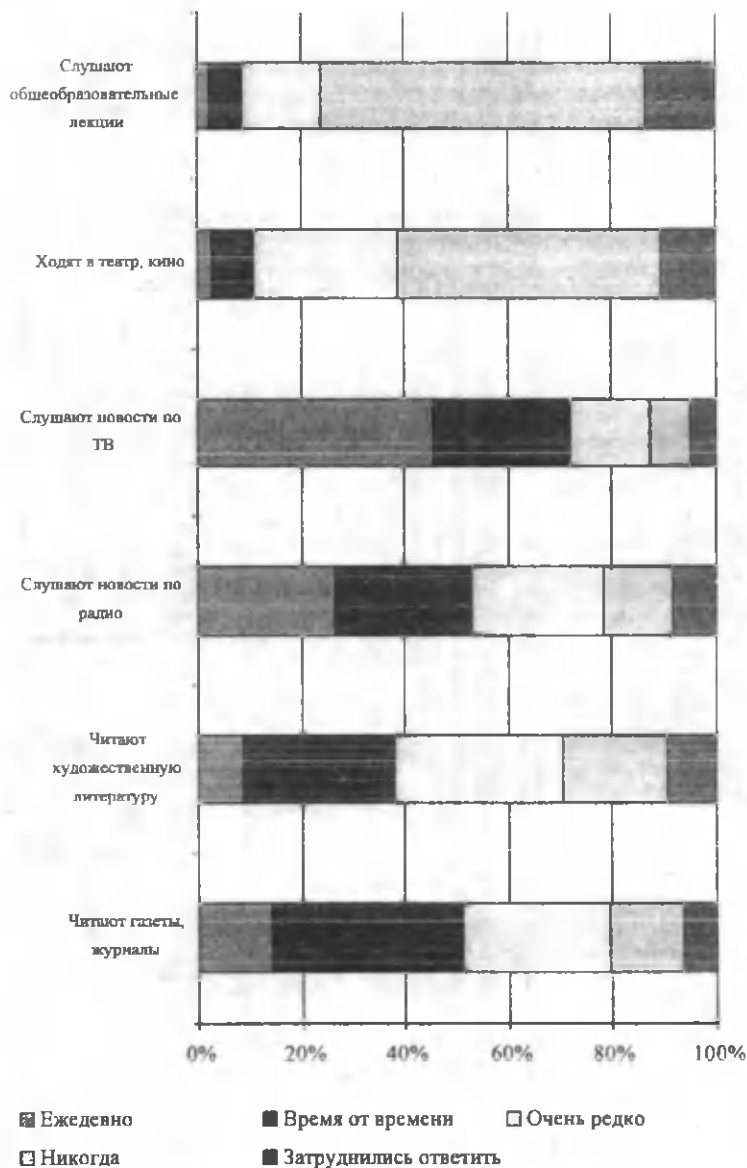 Слушают
общеобразовательные
лекции
Ходят в театр, кино
Слушают новости по
ТВ
Слушают новости по
радио
Читают
художественную
литературу
Читают газеты,
журналы
0% 20% 40% 60% 80% 100%
Ежедевно Время от времени Очень редко
Никогда Затруднились ответить